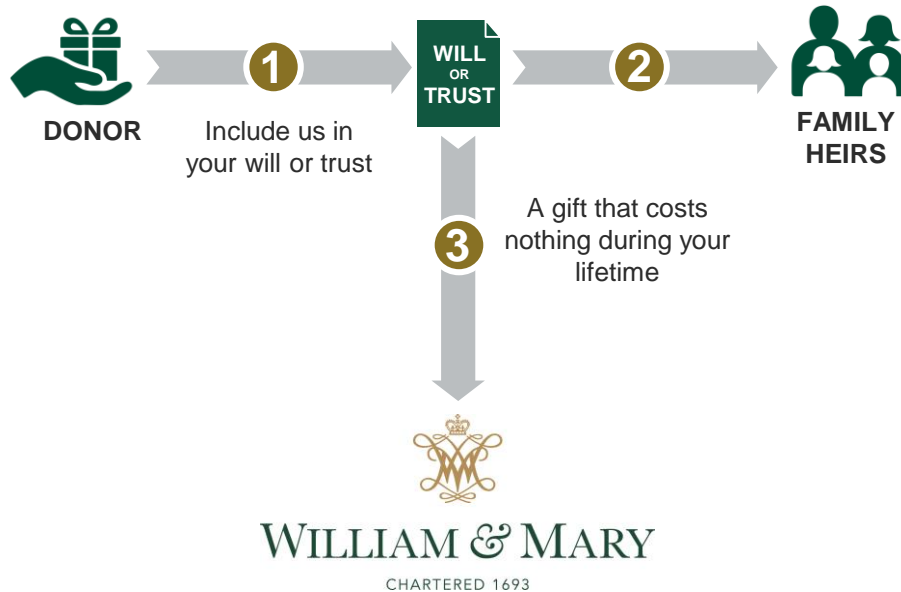 1
WILL
OR
TRUST
2
DONOR
Include us in
your will or trust
FAMILY
HEIRS
3
A gift that costs
nothing during your
lifetime
WILLIAM & MARY
CHARTERED 1693